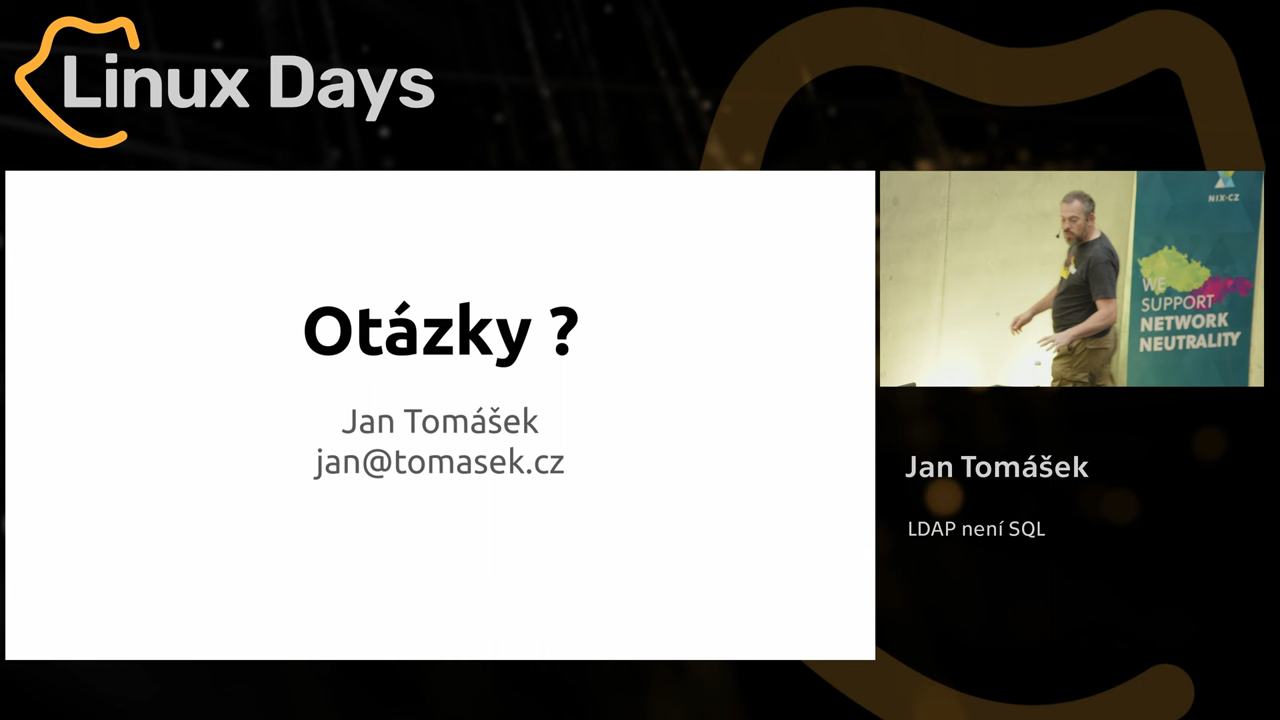 Linux Days
Otázky ?
Jan Tomášek
jan@tomasek.cz
NIX·CZ
WE
SUPPORT
NETWORK
NEUTRALITY
Jan Tomášek
LDAP není SQL